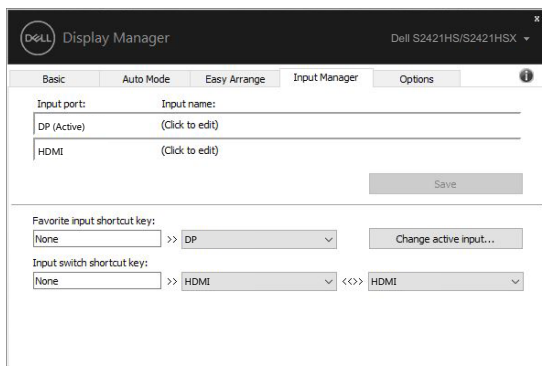 x
DELL Display Manager Dell S2421HS/S2421HSX
Basic Auto Mode Easy Arrange Input Manager Options i
Input port: Input name:
DP (Active) (Click to edit)
HDMI (Click to edit)
Save
Favorite input shortcut key:
None >> DP Change active input...
Input switch shortcut key:
None >> HDMI <<>> HDMI